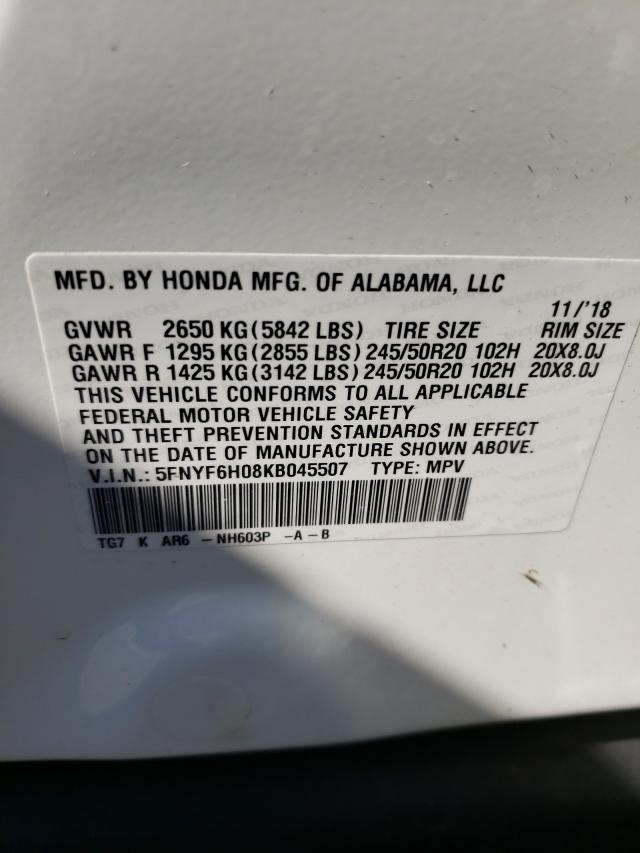 MFD. BY HONDA MFG. OF ALABAMA, LLC
11/'18
GVWR 2650 KG (5842 LBS) TIRE SIZE RIM SIZE
GAWR F 1295 KG (2855 LBS) 245/50R20 102H 20X8.0J
GAWR R 1425 KG (3142 LBS) 245/50R20 102H 20X8.0J
THIS VEHICLE CONFORMS TO ALL APPLICABLE
FEDERAL MOTOR VEHICLE SAFETY
AND THEFT PREVENTION STANDARDS IN EFFECT
ON THE DATE OF MANUFACTURE SHOWN ABOVE.
V.I.N.: 5FNYF6H08KB045507 TYPE: MPV
TG7 K AR6 -NH603P -A-B